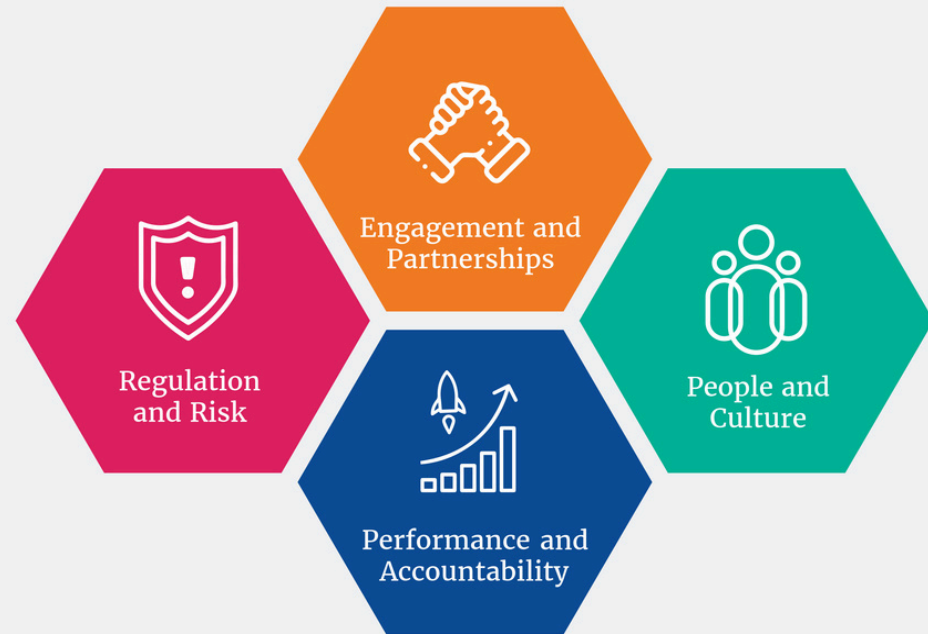 Engagement and
Partnerships
Regulation
and Risk
People and
Culture
Performance and
Accountability